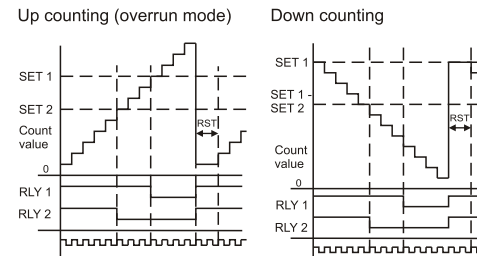 Up counting (overrun mode)
SET 1
SET 2
Count
value
0
RST
RLY 1
RLY 2
Down counting
SET 1
SET 1 -
SET 2
Count
value
0
RST
RLY 1
RLY 2